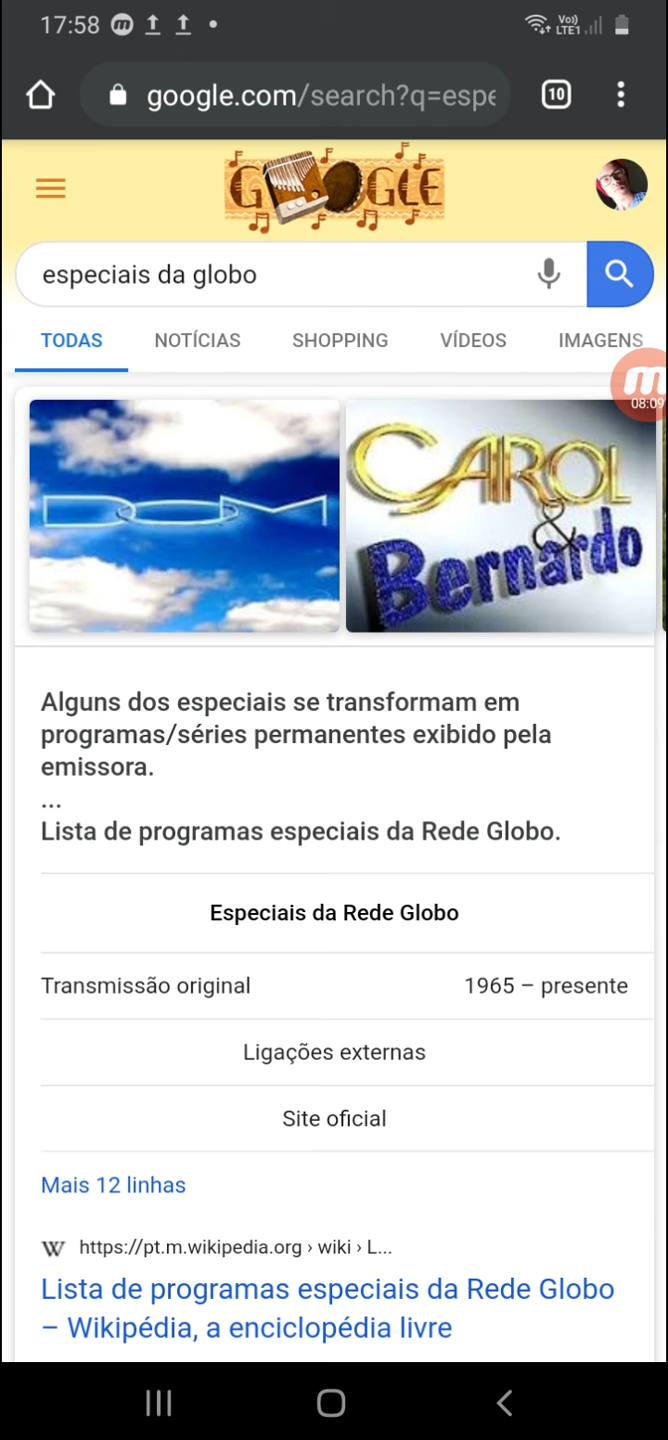 17:58
Vo))
LTE1
google.com/search?q=espe
10
GOOGLE
especiais da globo
TODAS
NOTÍCIAS
SHOPPING
VÍDEOS
IMAGENS
08:09
DOM
CAROL
&
Bernardo
Alguns dos especiais se transformam em
programas/séries permanentes exibido pela
emissora.
...
Lista de programas especiais da Rede Globo.
Especiais da Rede Globo
Transmissão original 1965 – presente
Ligações externas
Site oficial
Mais 12 linhas
W https://pt.m.wikipedia.org › wiki › L...
Lista de programas especiais da Rede Globo
– Wikipédia, a enciclopédia livre